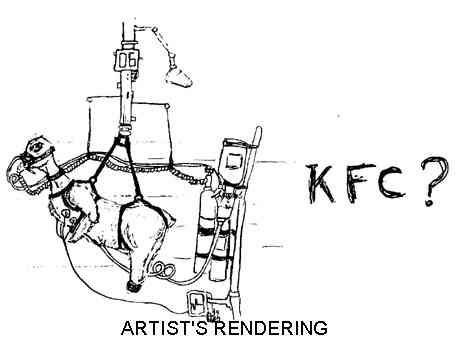 06
KFC?
ARTIST'S RENDERING